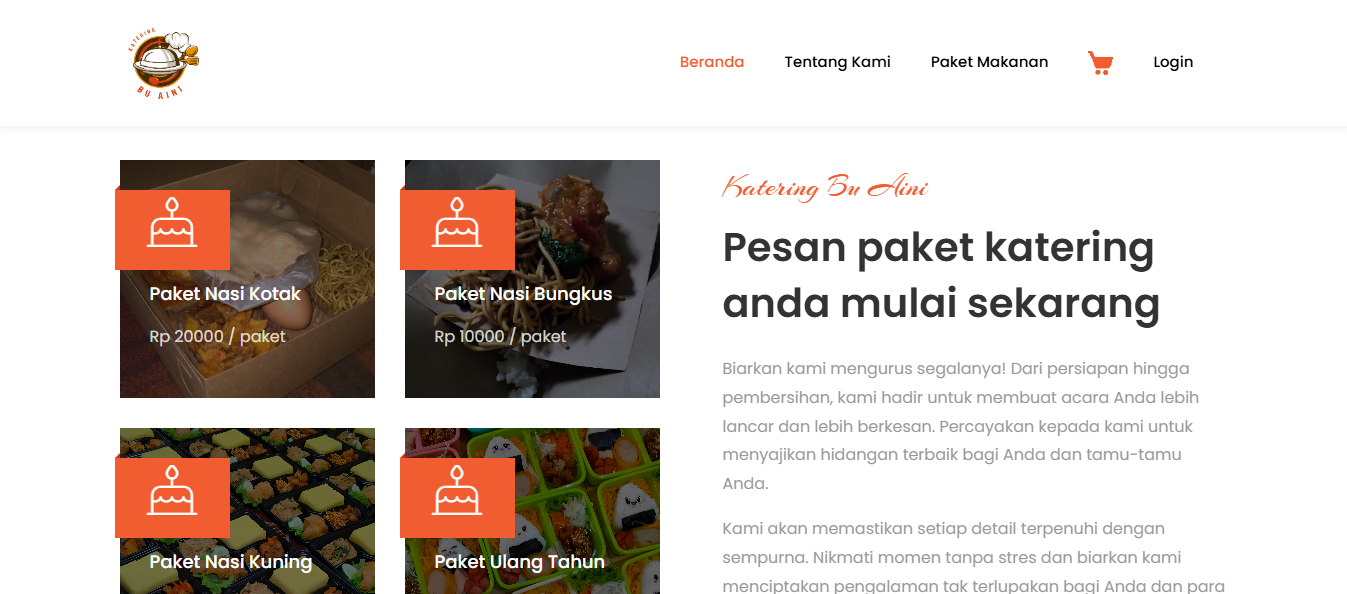 KATERING
BU AINI
Beranda
Tentang Kami
Paket Makanan
Login
Paket Nasi Kotak
Rp 20000 / paket
Paket Nasi Bungkus
Rp 10000 / paket
Paket Nasi Kuning
Paket Ulang Tahun
Katering Bu Aini
Pesan paket katering
anda mulai sekarang
Biarkan kami mengurus segalanya! Dari persiapan hingga
pembersihan, kami hadir untuk membuat acara Anda lebih
lancar dan lebih berkesan. Percayakan kepada kami untuk
menyajikan hidangan terbaik bagi Anda dan tamu-tamu
Anda.
Kami akan memastikan setiap detail terpenuhi dengan
sempurna. Nikmati momen tanpa stres dan biarkan kami
menciptakan pengalaman tak terlupakan bagi Anda dan para